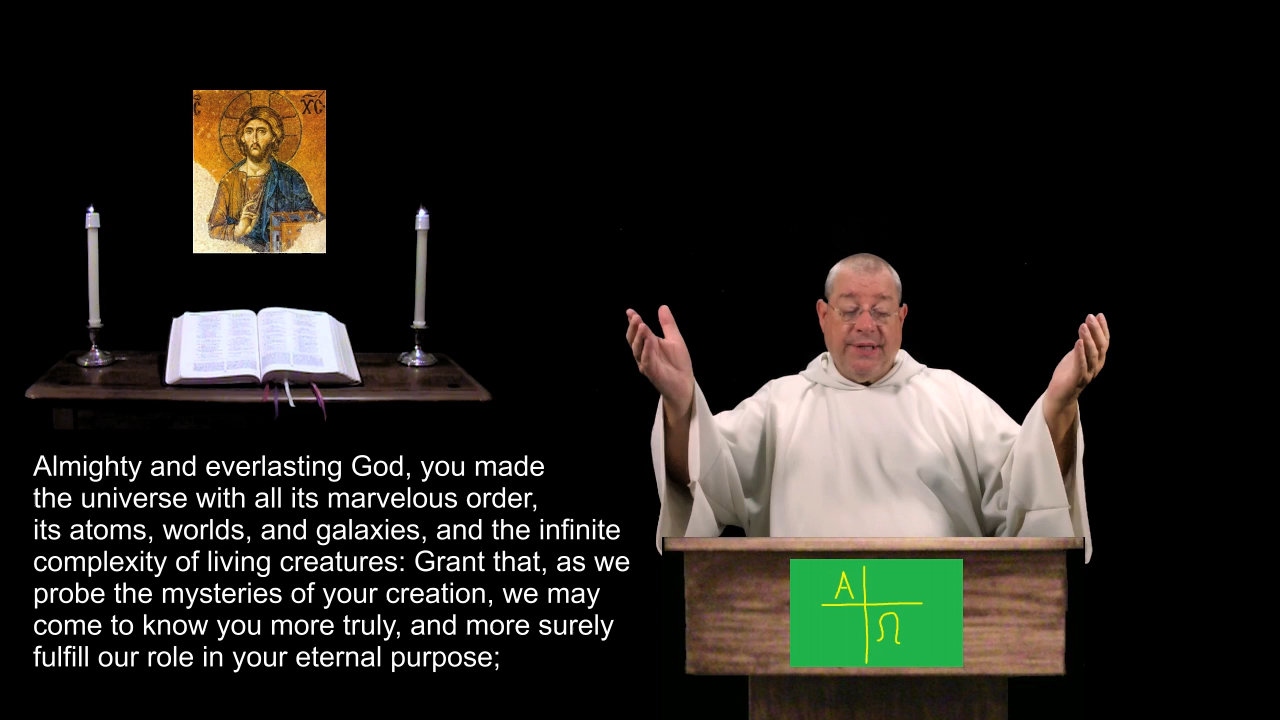 C XC
Almighty and everlasting God, you made
the universe with all its marvelous order,
its atoms, worlds, and galaxies, and the infinite
complexity of living creatures: Grant that, as we
probe the mysteries of your creation, we may
come to know you more truly, and more surely
fulfill our role in your eternal purpose;
Α
Ω